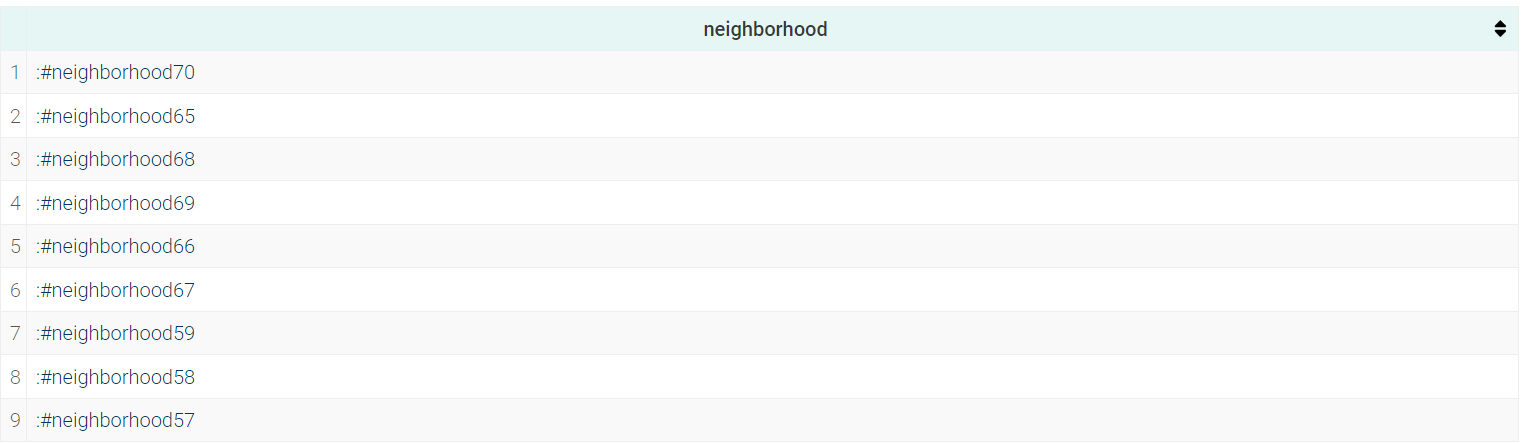 neighborhood
1 :#neighborhood70
2 :#neighborhood65
3 :#neighborhood68
4 :#neighborhood69
5 :#neighborhood66
6 :#neighborhood67
7 :#neighborhood59
8 :#neighborhood58
9 :#neighborhood57